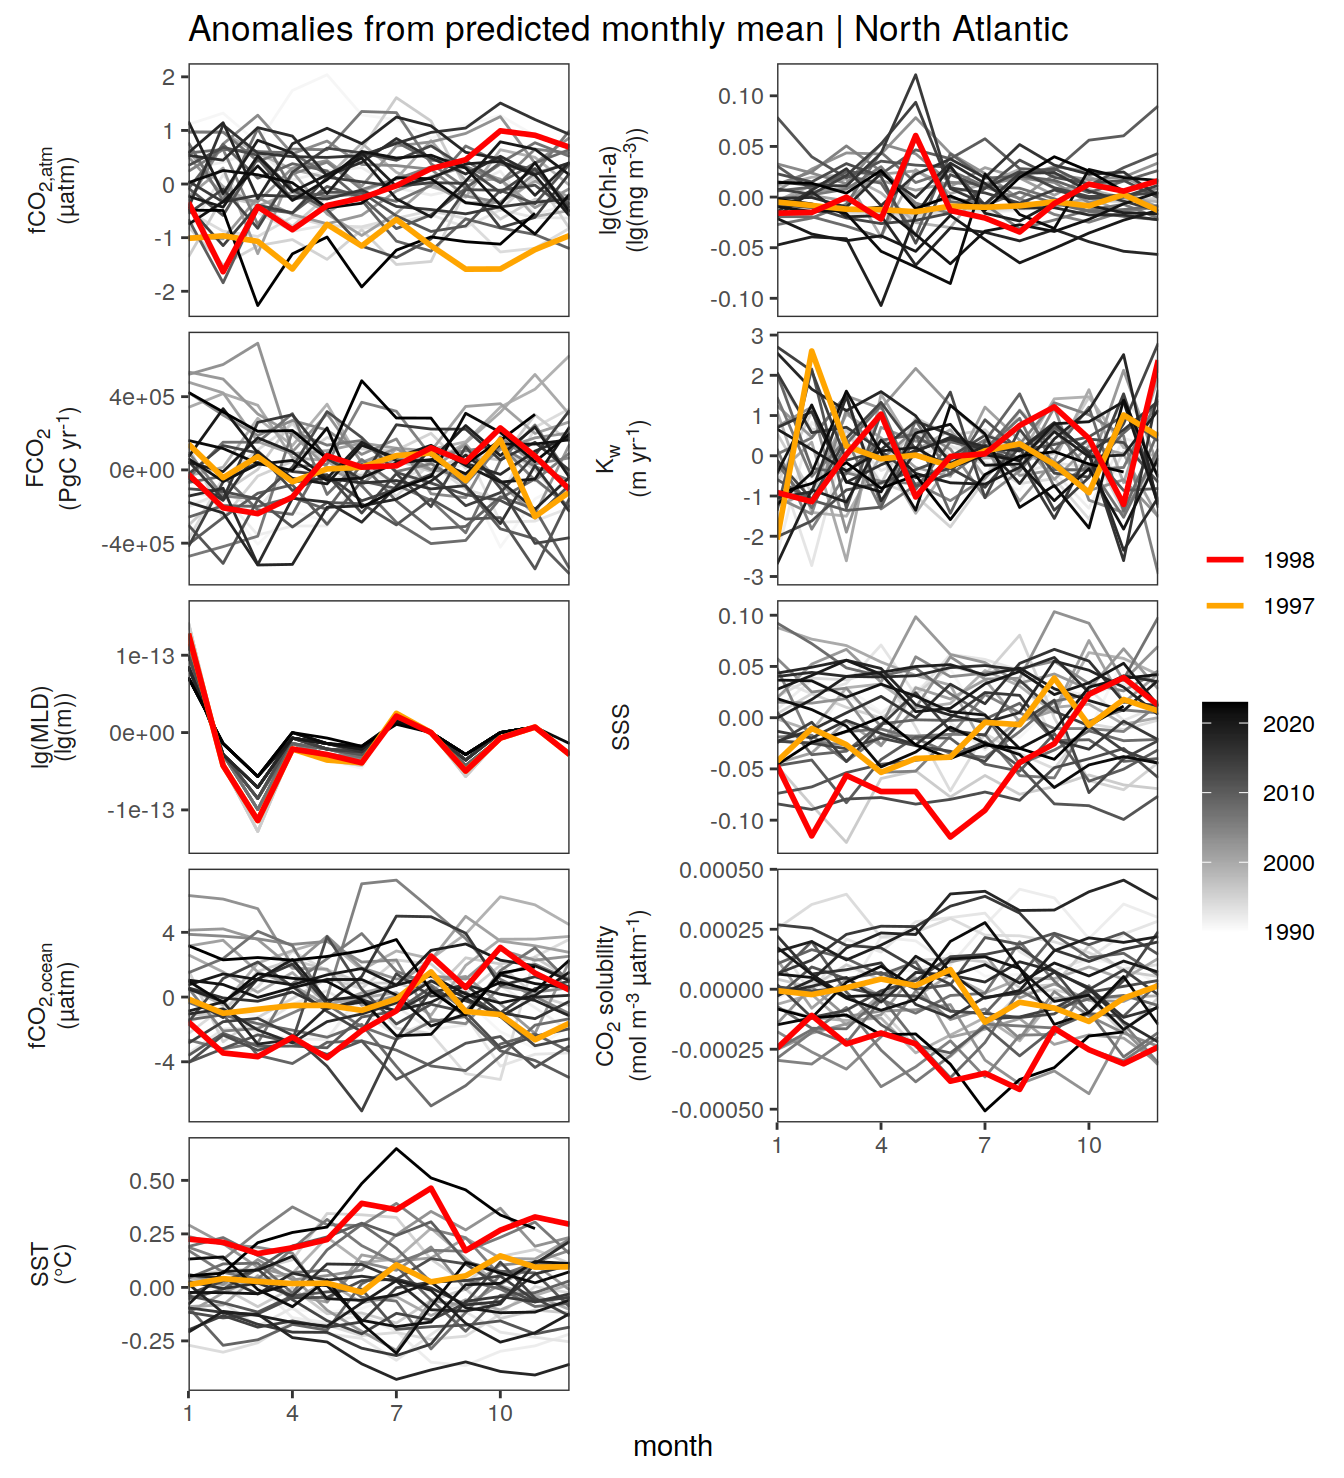 Anomalies from predicted monthly mean | North Atlantic
fCO2,atm
(µatm)
2
1
0
-1
-2
lg(Chl-a)
(lg(mg m-3))
0.10
0.05
0.00
-0.05
-0.10
FCO2
(PgC yr-1)
4e+05
0e+00
-4e+05
Kw
(m yr-1)
3
2
1
0
-1
-2
-3
lg(MLD)
(lg(m))
1e-13
0e+00
-1e-13
SSS
0.10
0.05
0.00
-0.05
-0.10
fCO2,ocean
(µatm)
4
0
-4
CO2 solubility
(mol m-3 µatm-1)
0.00050
0.00025
0.00000
-0.00025
-0.00050
1 4 7 10
SST
(°C)
0.50
0.25
0.00
-0.25
1 4 7 10
month
1998
1997
2020
2010
2000
1990